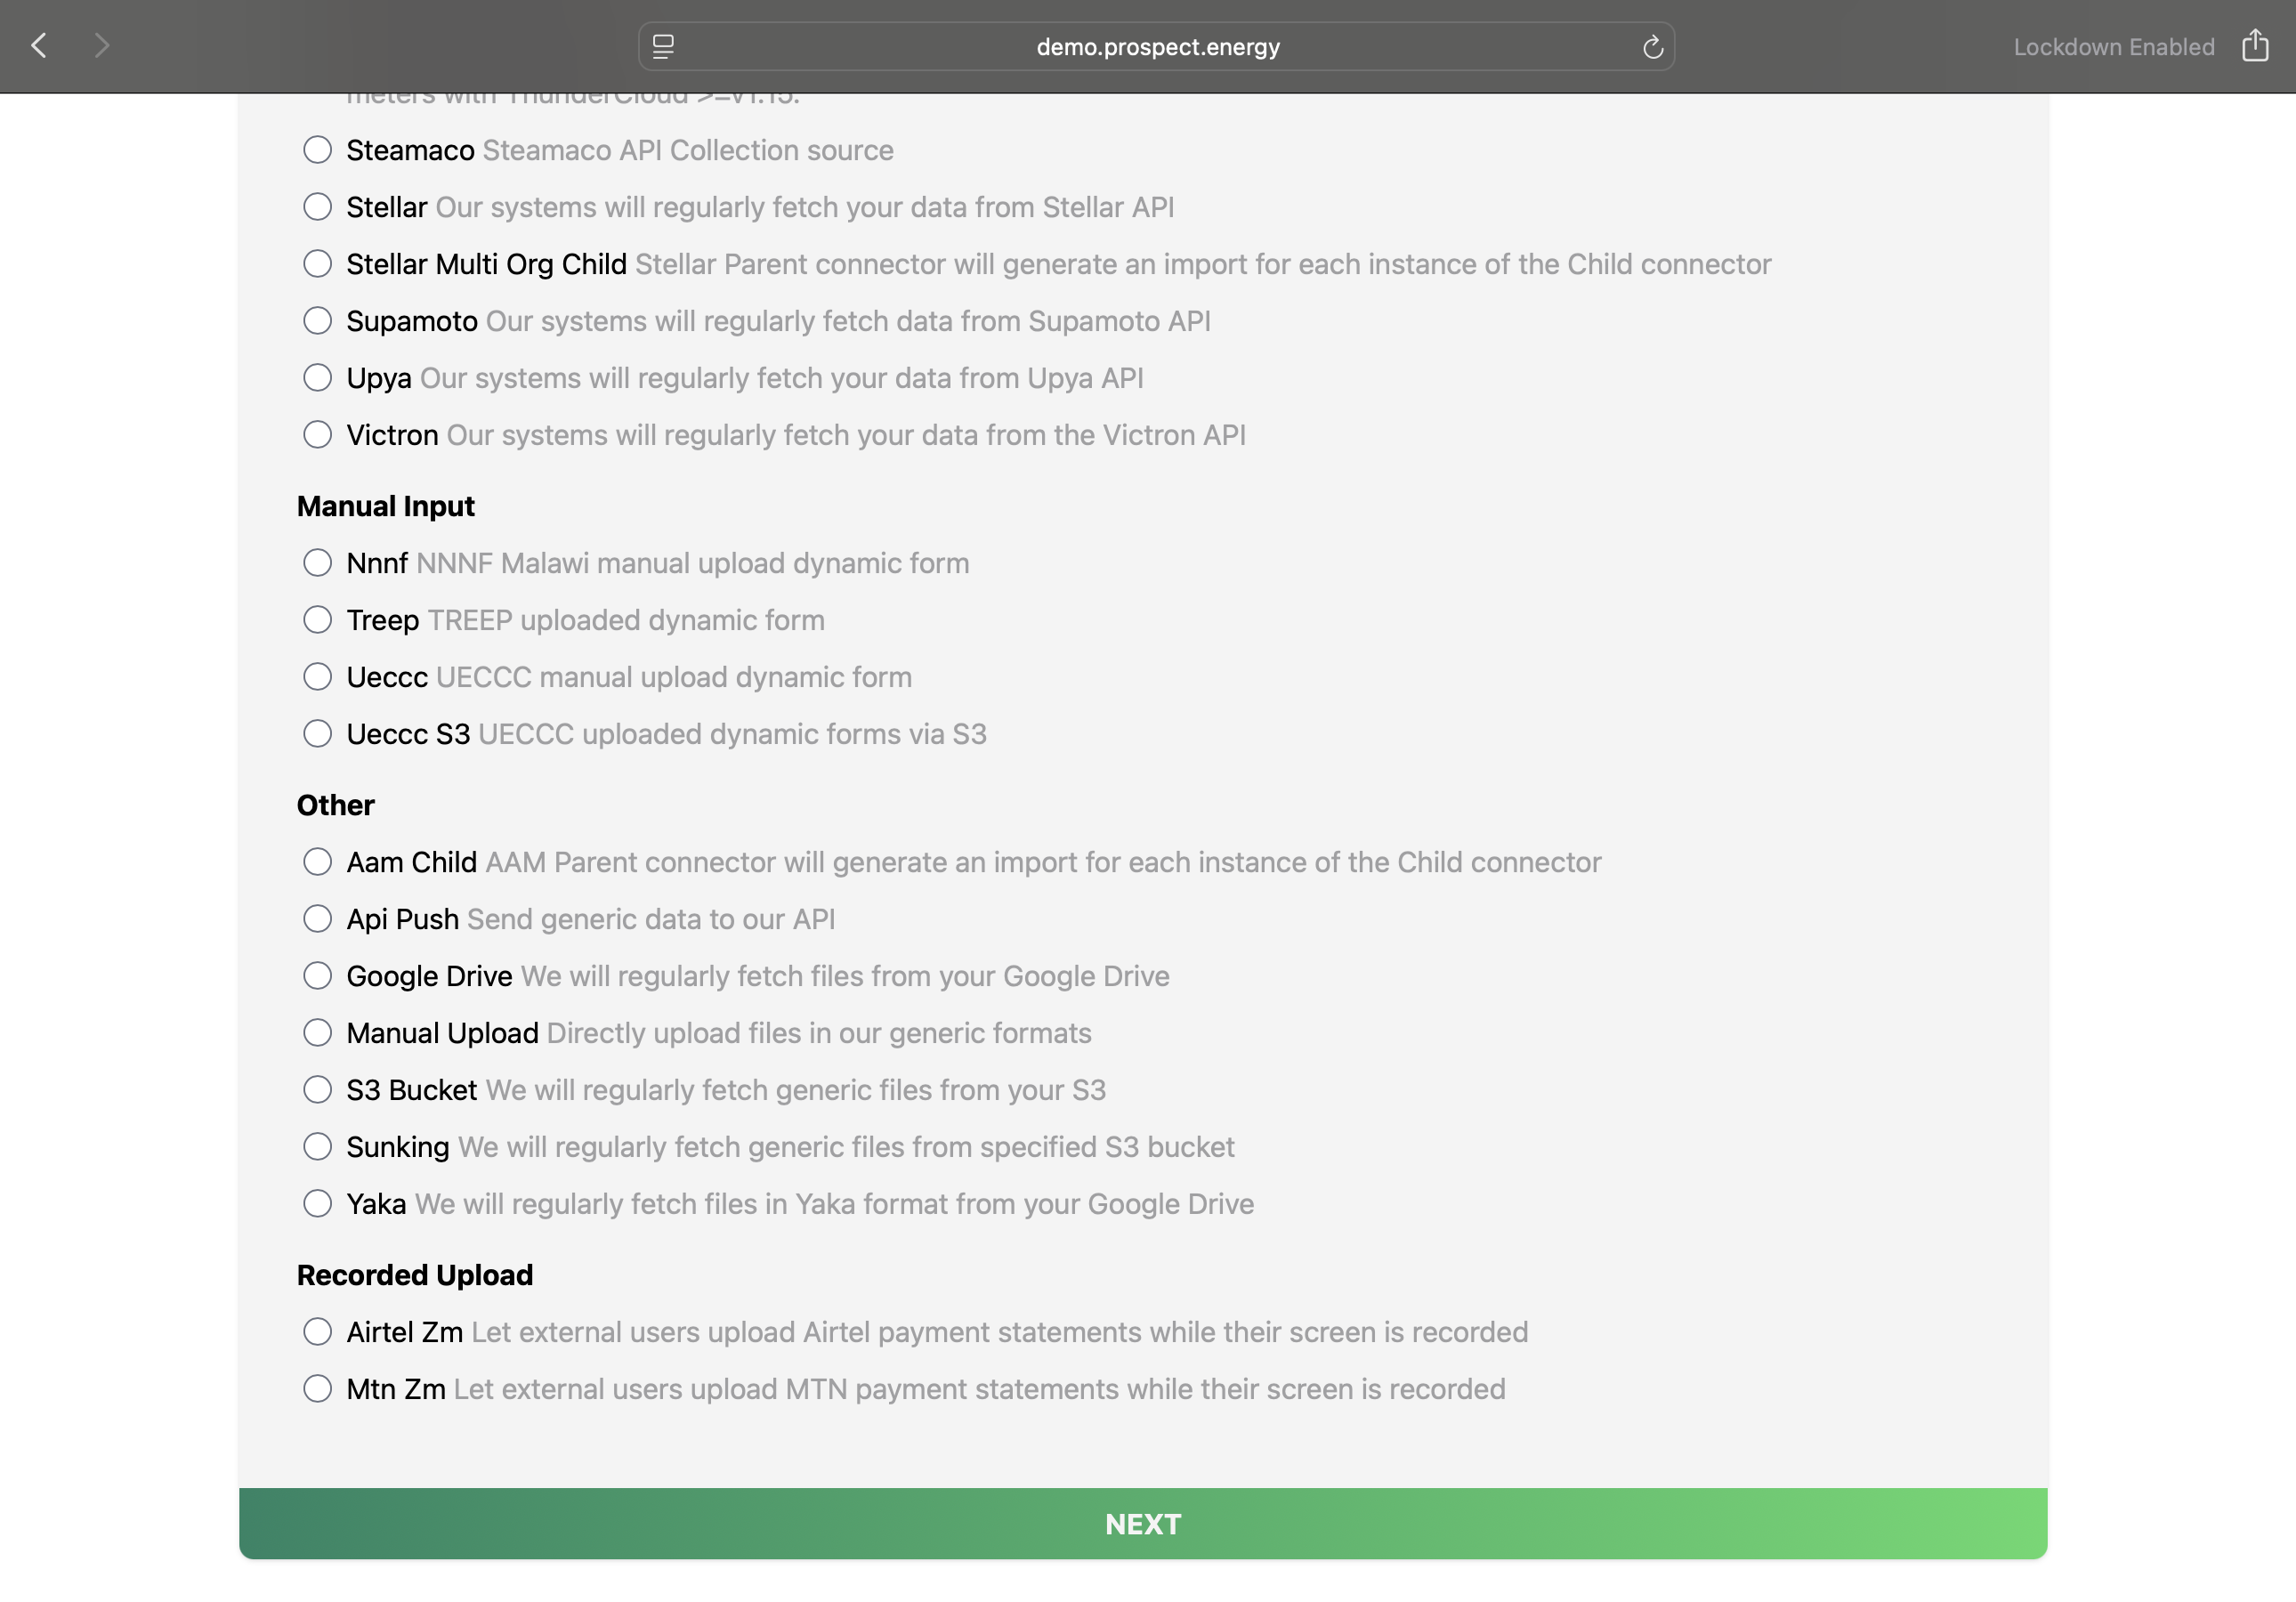 demo.prospect.energy
Lockdown Enabled
meters with ThunderCloud >=v1.15.
Steamaco Steamaco API Collection source
Stellar Our systems will regularly fetch your data from Stellar API
Stellar Multi Org Child Stellar Parent connector will generate an import for each instance of the Child connector
Supamoto Our systems will regularly fetch data from Supamoto API
Upya Our systems will regularly fetch your data from Upya API
Victron Our systems will regularly fetch your data from the Victron API
Manual Input
Nnnf NNNF Malawi manual upload dynamic form
Treep TREEP uploaded dynamic form
Ueccc UECCC manual upload dynamic form
Ueccc S3 UECCC uploaded dynamic forms via S3
Other
Aam Child AAM Parent connector will generate an import for each instance of the Child connector
Api Push Send generic data to our API
Google Drive We will regularly fetch files from your Google Drive
Manual Upload Directly upload files in our generic formats
S3 Bucket We will regularly fetch generic files from your S3
Sunking We will regularly fetch generic files from specified S3 bucket
Yaka We will regularly fetch files in Yaka format from your Google Drive
Recorded Upload
Airtel Zm Let external users upload Airtel payment statements while their screen is recorded
Mtn Zm Let external users upload MTN payment statements while their screen is recorded
NEXT